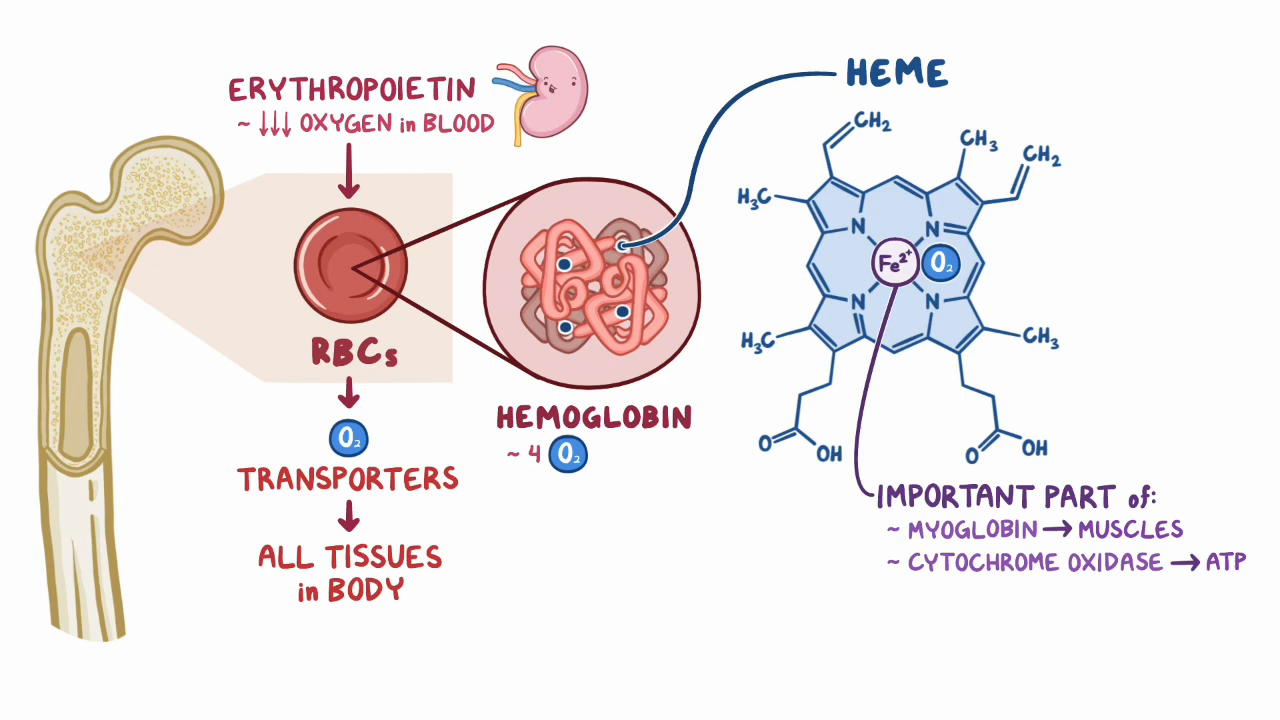 ERYTHROPOIETIN
~ ↓↓↓ OXYGEN in BLOOD
RBCs
O₂
TRANSPORTERS
ALL TISSUES
in BODY
HEMOGLOBIN
~ 4 O₂
HEME
CH₂
CH₃
CH₂
H₃C
N
N
Fe²⁺
O₂
N
N
H₃C
CH₃
O
OH
O
OH
IMPORTANT PART of:
~ MYOGLOBIN → MUSCLES
~ CYTOCHROME OXIDASE → ATP